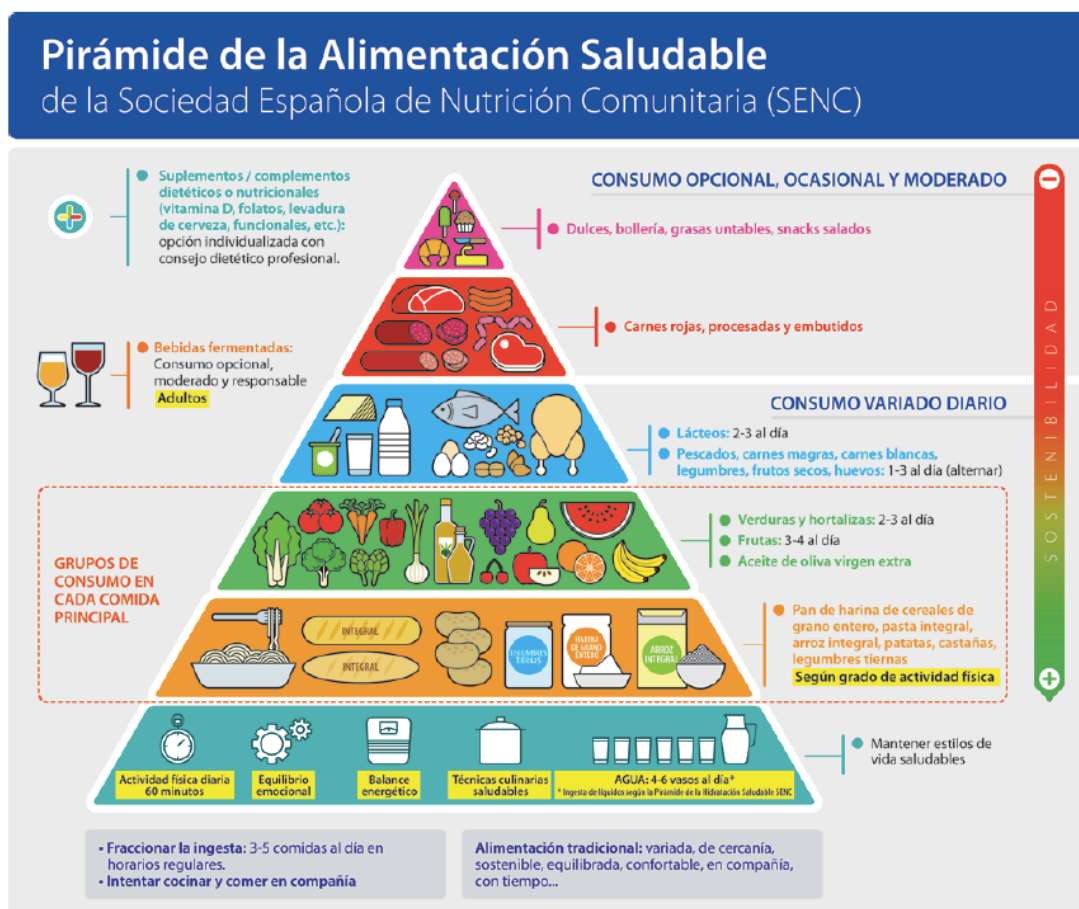 Pirámide de la Alimentación Saludable
de la Sociedad Española de Nutrición Comunitaria (SENC)
Suplementos / complementos
dietéticos o nutricionales
(vitamina D, folatos, levadura
de cerveza, funcionales, etc.):
opción individualizada con
consejo dietético profesional.
CONSUMO OPCIONAL, OCASIONAL Y MODERADO
Dulces, bollería, grasas untables, snacks salados
Carnes rojas, procesadas y embutidos
Bebidas fermentadas:
Consumo opcional,
moderado y responsable
Adultos
CONSUMO VARIADO DIARIO
Lácteos: 2-3 al día
Pescados, carnes magras, carnes blancas,
legumbres, frutos secos, huevos: 1-3 al día (alternar)
SOSTENIBILIDAD
GRUPOS DE
CONSUMO EN
CADA COMIDA
PRINCIPAL
Verduras y hortalizas: 2-3 al día
Frutas: 3-4 al día
Aceite de oliva virgen extra
INTEGRAL
INTEGRAL
LEGUMBRES
TIERNAS
HARINA
DE GRANO
ENTERO
ARROZ
INTEGRAL
Pan de harina de cereales de
grano entero, pasta integral,
arroz integral, patatas, castañas,
legumbres tiernas
Según grado de actividad física
Actividad física diaria
60 minutos
Equilibrio
emocional
Balance
energético
Técnicas culinarias
saludables
AGUA: 4-6 vasos al día*
* Ingesta de líquidos según la Pirámide de la Hidratación Saludable SENC
Mantener estilos de
vida saludables
• Fraccionar la ingesta: 3-5 comidas al día en
horarios regulares.
• Intentar cocinar y comer en compañía
Alimentación tradicional: variada, de cercanía,
sostenible, equilibrada, confortable, en compañía,
con tiempo...